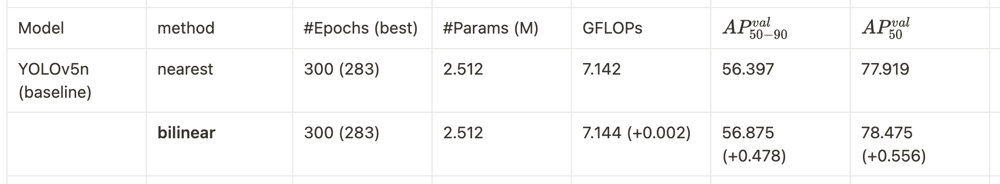 Model method #Epochs (best) #Params (M) GFLOPs AP^{val}_{50-90} AP^{val}_{50}
YOLOv5n nearest 300 (283) 2.512 7.142 56.397 77.919
(baseline)
bilinear 300 (283) 2.512 7.144 (+0.002) 56.875 78.475
(+0.478) (+0.556)